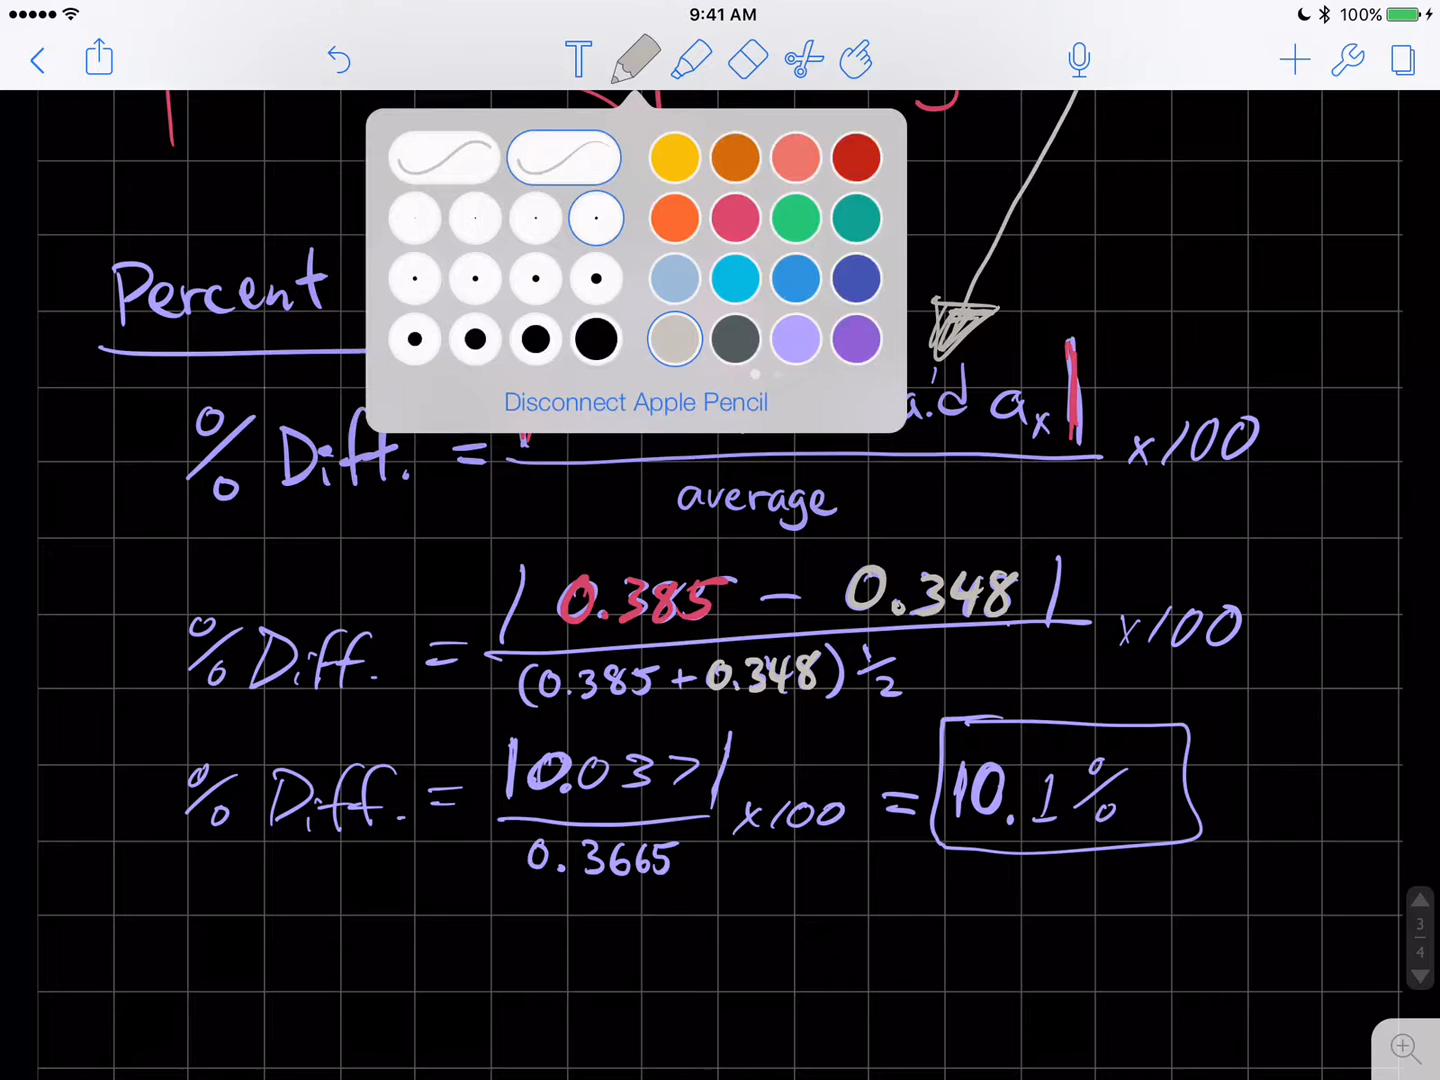 9:41 AM
100%
T
Percent
Disconnect Apple Pencil
% Diff. = a.d aₓ| x100
average
% Diff. = | 0.385 - 0.348 | x100
(0.385 + 0.348) 1/2
% Diff. = |0.037| x100 = 10.1%
0.3665
3
4